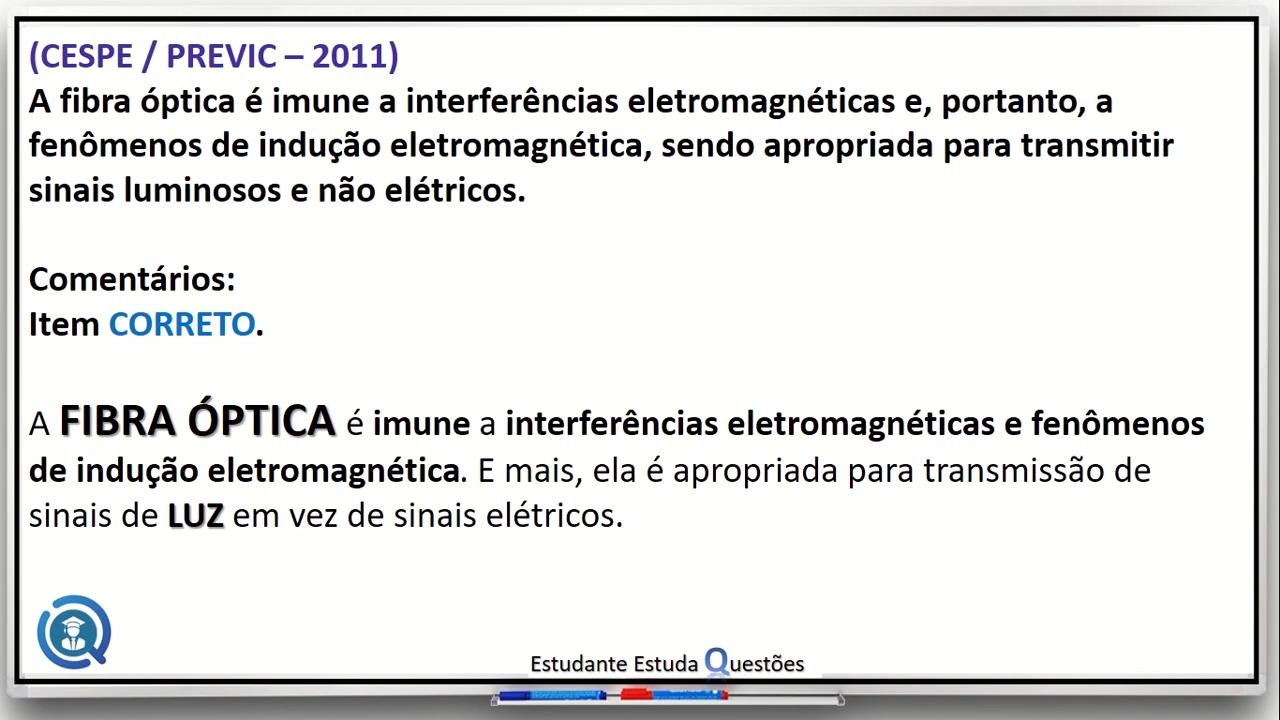 (CESPE / PREVIC – 2011)
A fibra óptica é imune a interferências eletromagnéticas e, portanto, a
fenômenos de indução eletromagnética, sendo apropriada para transmitir
sinais luminosos e não elétricos.
Comentários:
Item CORRETO.
A FIBRA ÓPTICA é imune a interferências eletromagnéticas e fenômenos
de indução eletromagnética. E mais, ela é apropriada para transmissão de
sinais de LUZ em vez de sinais elétricos.
Estudante Estuda Questões